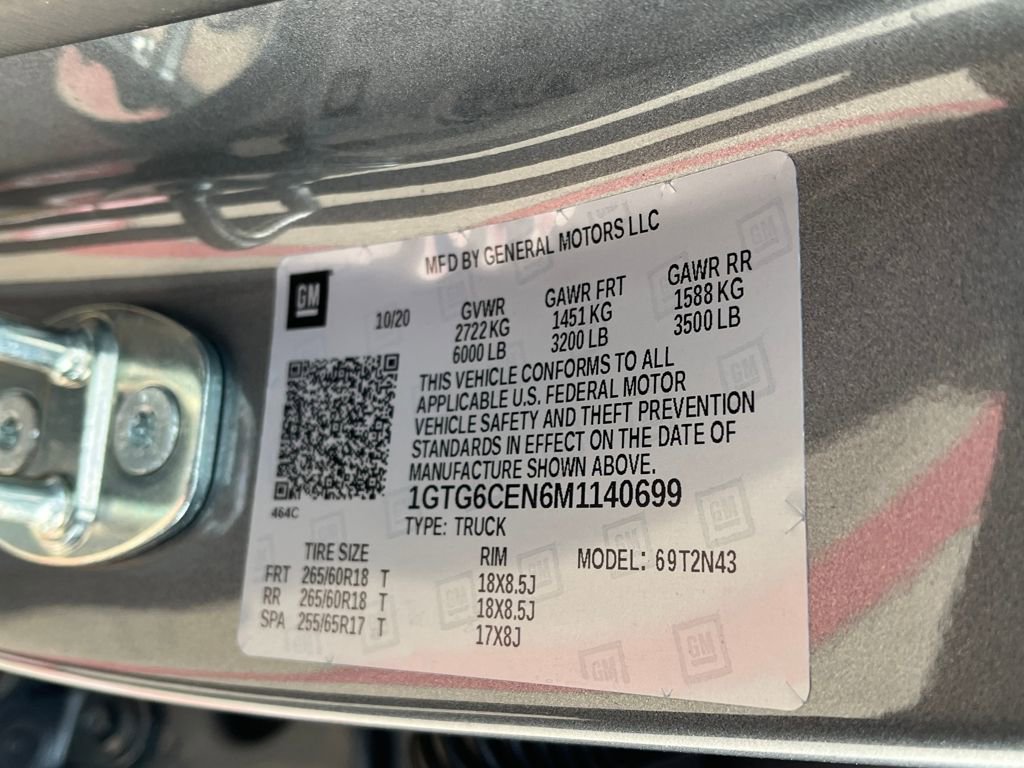 MFD BY GENERAL MOTORS LLC
GM
10/20
GVWR
2722 KG
6000 LB
GAWR FRT
1451 KG
3200 LB
GAWR RR
1588 KG
3500 LB
THIS VEHICLE CONFORMS TO ALL
APPLICABLE U.S. FEDERAL MOTOR
VEHICLE SAFETY AND THEFT PREVENTION
STANDARDS IN EFFECT ON THE DATE OF
MANUFACTURE SHOWN ABOVE.
464C
1GTG6CEN6M1140699
TYPE: TRUCK
TIRE SIZE RIM MODEL: 69T2N43
FRT 265/60R18 T 18X8.5J
RR 265/60R18 T 18X8.5J
SPA 255/65R17 T 17X8J